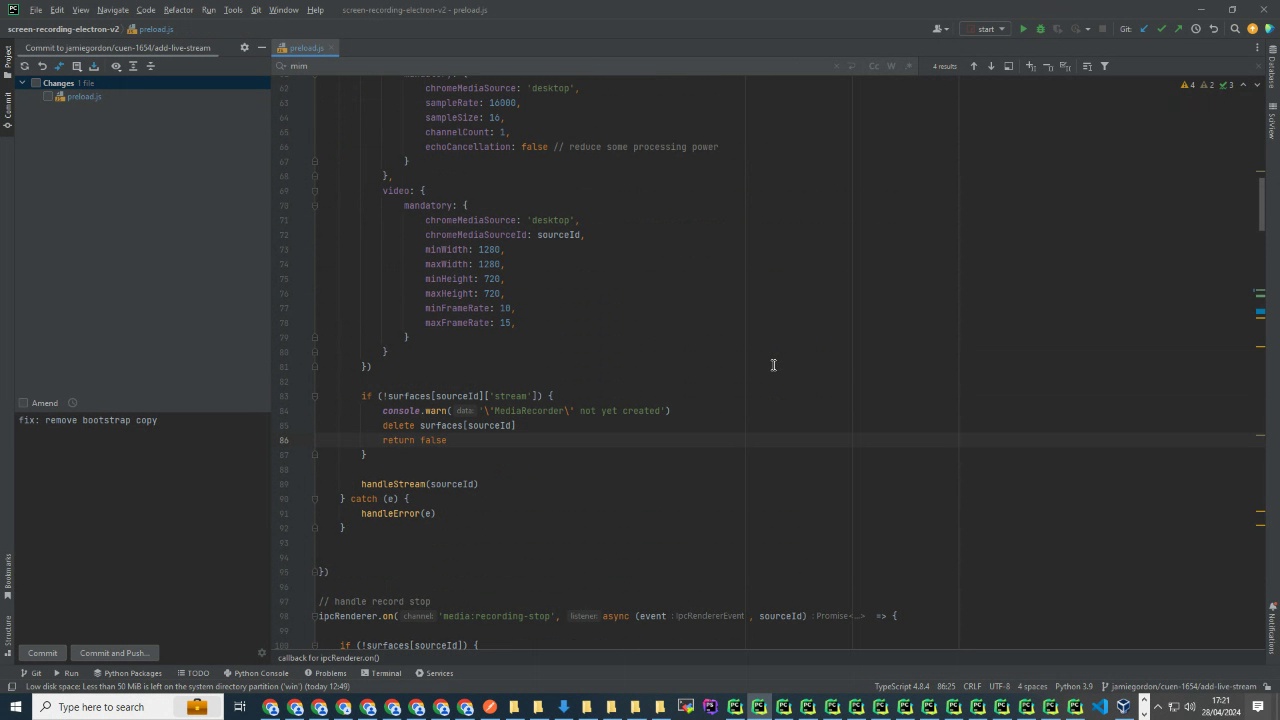 File Edit View Navigate Code Refactor Run Tools Git Window Help screen-recording-electron-v2 - preload.js
screen-recording-electron-v2 preload.js start Git:
Commit to jamiegordon/cuen-1654/add-live-stream preload.js
mim Cc W .* 4 results
Project
Commit
Bookmarks
Structure
Database
SciView
Notifications
Changes 1 file
preload.js
4 2 3
62 chromeMediaSource: 'desktop',
63 sampleRate: 16000,
64 sampleSize: 16,
65 channelCount: 1,
66 echoCancellation: false // reduce some processing power
67 }
68 },
69 video: {
70 mandatory: {
71 chromeMediaSource: 'desktop',
72 chromeMediaSourceId: sourceId,
73 minWidth: 1280,
74 maxWidth: 1280,
75 minHeight: 720,
76 maxHeight: 720,
77 minFrameRate: 10,
78 maxFrameRate: 15,
79 }
80 }
81 })
82
83 if (!surfaces[sourceId]['stream']) {
84 console.warn( data: '\'MediaRecorder\' not yet created')
85 delete surfaces[sourceId]
86 return false
87 }
88
89 handleStream(sourceId)
90 } catch (e) {
91 handleError(e)
92 }
93
94
95 })
96
97 // handle record stop
98 ipcRenderer.on( channel: 'media:recording-stop', listener: async (event : IpcRendererEvent , sourceId) : Promise<...> => {
99
100 if (!surfaces[sourceId]) {
callback for ipcRenderer.on()
Amend
fix: remove bootstrap copy
Commit Commit and Push...
Git Run Python Packages TODO Python Console Problems Terminal Services
Low disk space: Less than 50 MiB is left on the system directory partition 'win') (today 12:49) TypeScript 4.8.4 86:25 CRLF UTF-8 4 spaces Python 3.9 jamiegordon/cuen-1654/add-live-stream
Type here to search
17:21
28/04/2024